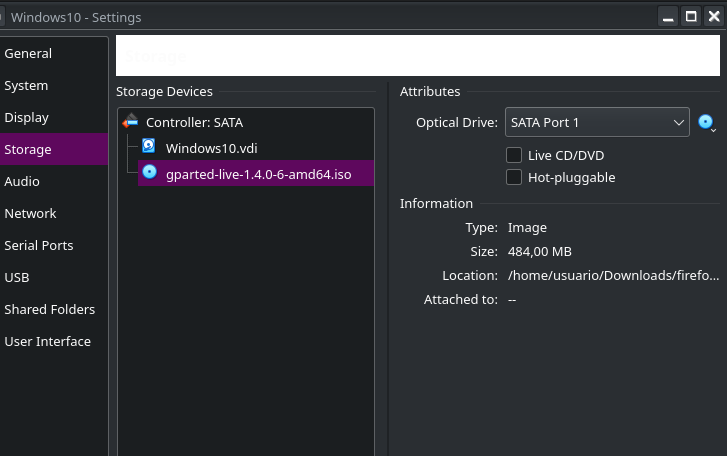 Windows10 - Settings
General
System
Display
Storage
Audio
Network
Serial Ports
USB
Shared Folders
User Interface
Storage Devices
Controller: SATA
Windows10.vdi
gparted-live-1.4.0-6-amd64.iso
Attributes
Optical Drive: SATA Port 1
Live CD/DVD
Hot-pluggable
Information
Type: Image
Size: 484,00 MB
Location: /home/usuario/Downloads/firefo...
Attached to: --